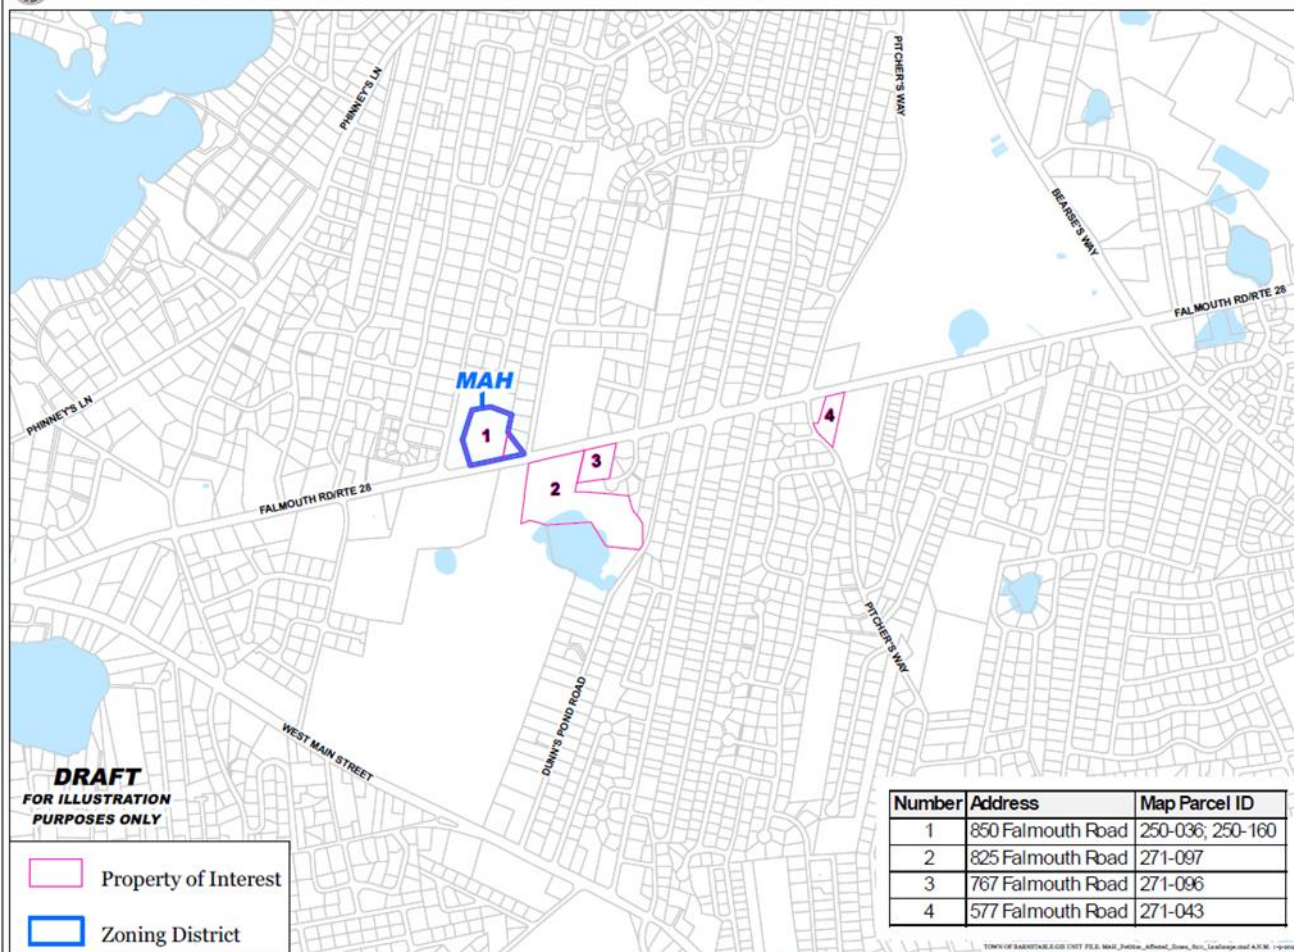 PHINNEY'S LN
PITCHER'S WAY
BEARSE'S WAY
FALMOUTH RD/RTE 28
MAH
1
4
PHINNEY'S LN
3
2
FALMOUTH RD/RTE 28
PITCHER'S WAY
DUNN'S POND ROAD
WEST MAIN STREET
DRAFT
FOR ILLUSTRATION
PURPOSES ONLY
Property of Interest
Zoning District
Number Address Map Parcel ID
1 850 Falmouth Road 250-036; 250-160
2 825 Falmouth Road 271-097
3 767 Falmouth Road 271-096
4 577 Falmouth Road 271-043
TOWN OF BARNSTABLE GIS UNIT FILE: